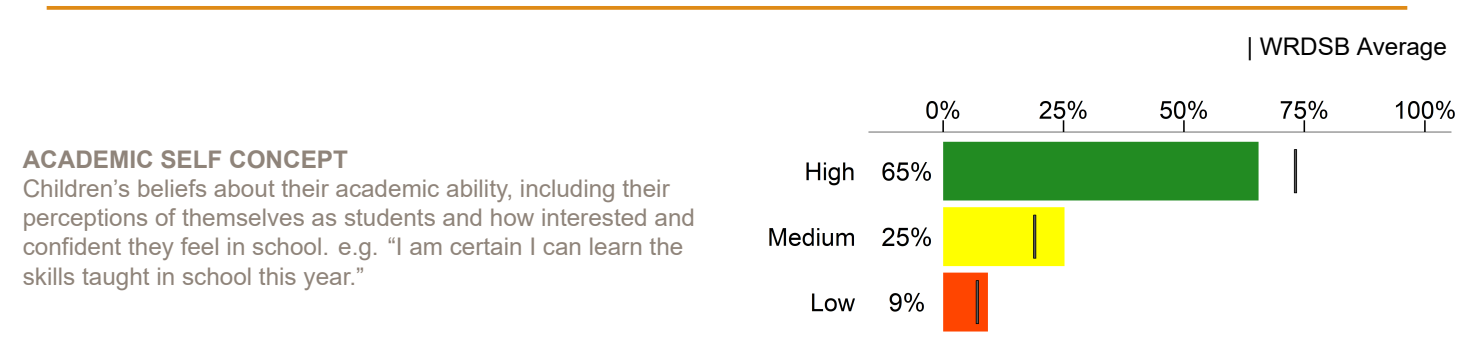 | WRDSB Average
0% 25% 50% 75% 100%
ACADEMIC SELF CONCEPT
Children’s beliefs about their academic ability, including their
perceptions of themselves as students and how interested and
confident they feel in school. e.g. “I am certain I can learn the
skills taught in school this year.”
High 65%
Medium 25%
Low 9%